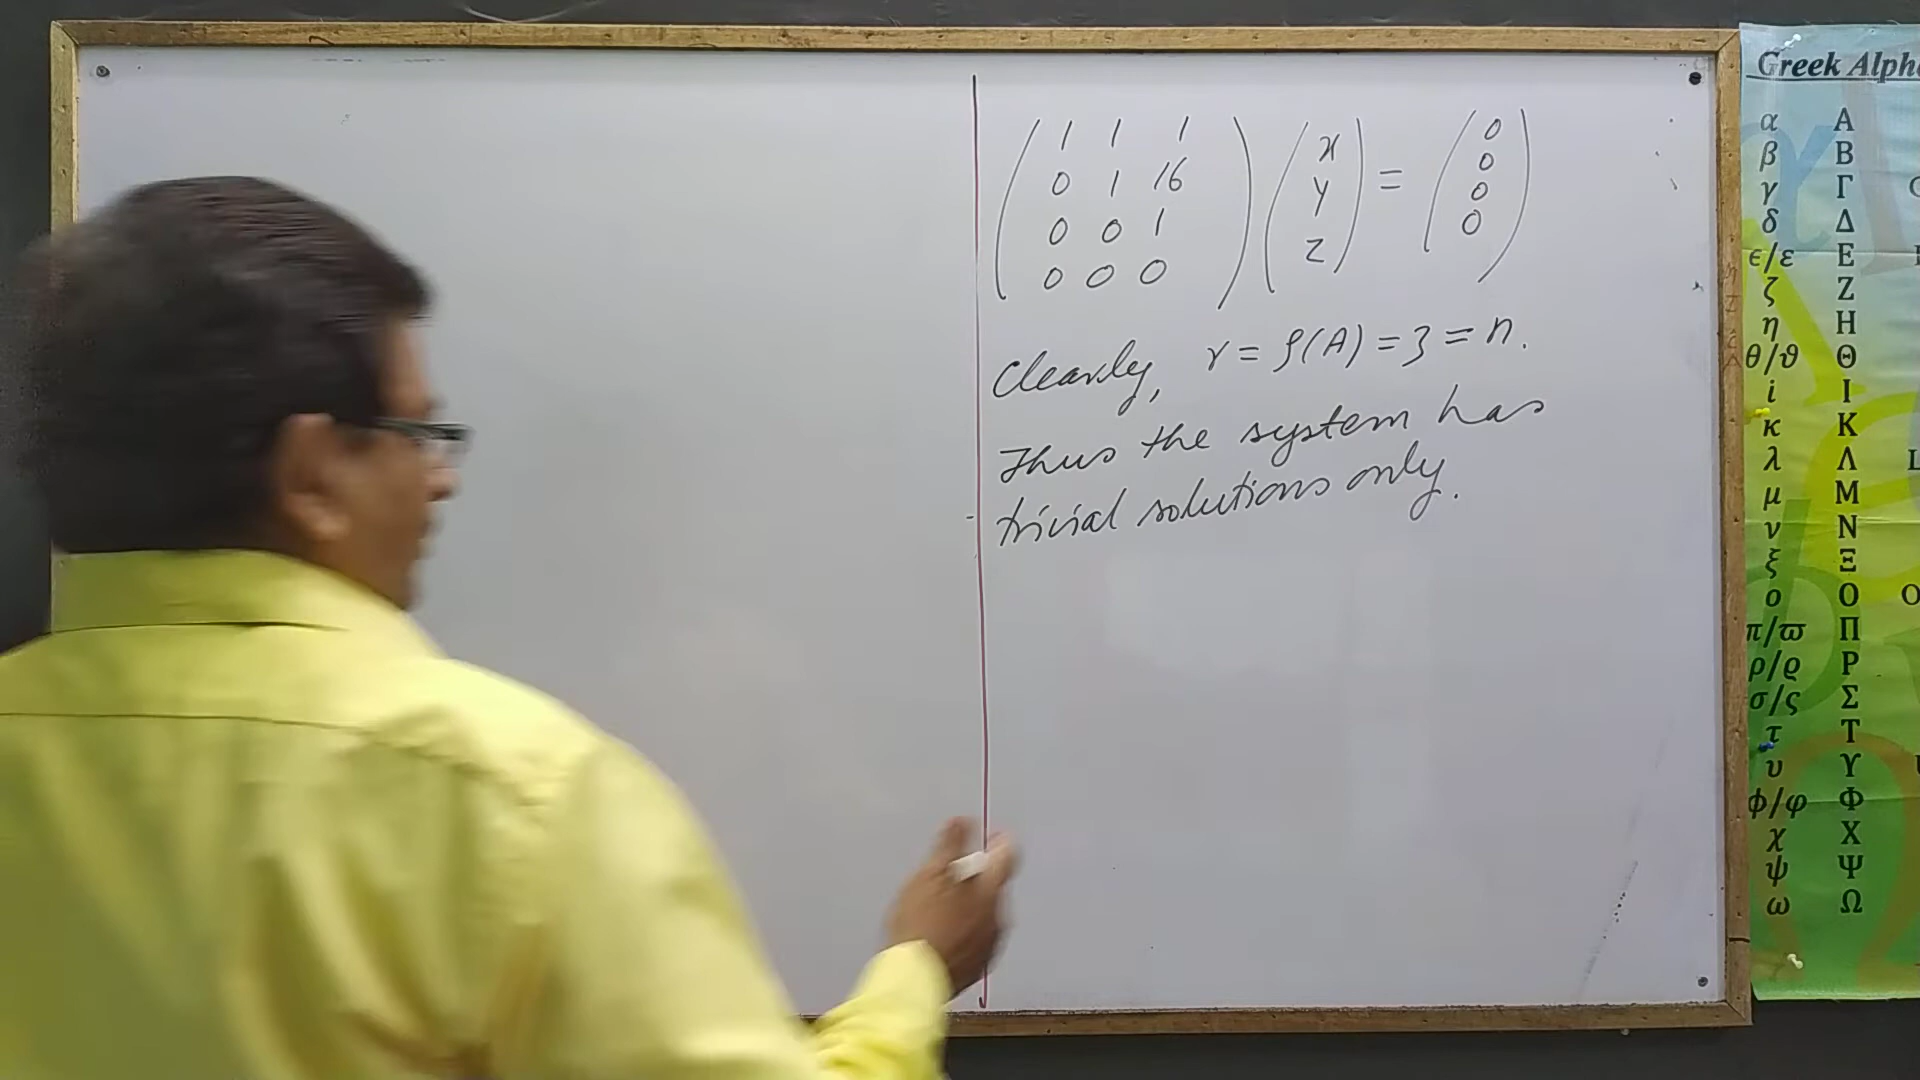 ( 1 1 1 ) ( x ) = ( 0 )
0 1 16 y 0
0 0 1 z 0
0 0 0 0
Clearly, r = ρ(A) = 3 = n.
Thus the system has
trivial solutions only.
Greek Alph
α Α
β Β
γ Γ
δ Δ
ϵ/ε Ε
ζ Ζ
η Η
θ/ϑ Θ
i Ι
κ Κ
λ Λ
μ Μ
ν Ν
ξ Ξ
ο Ο
π/ϖ Π
ρ/ϱ Ρ
σ/ς Σ
τ Τ
υ ϒ
ϕ/φ Φ
χ Χ
ψ Ψ
ω Ω